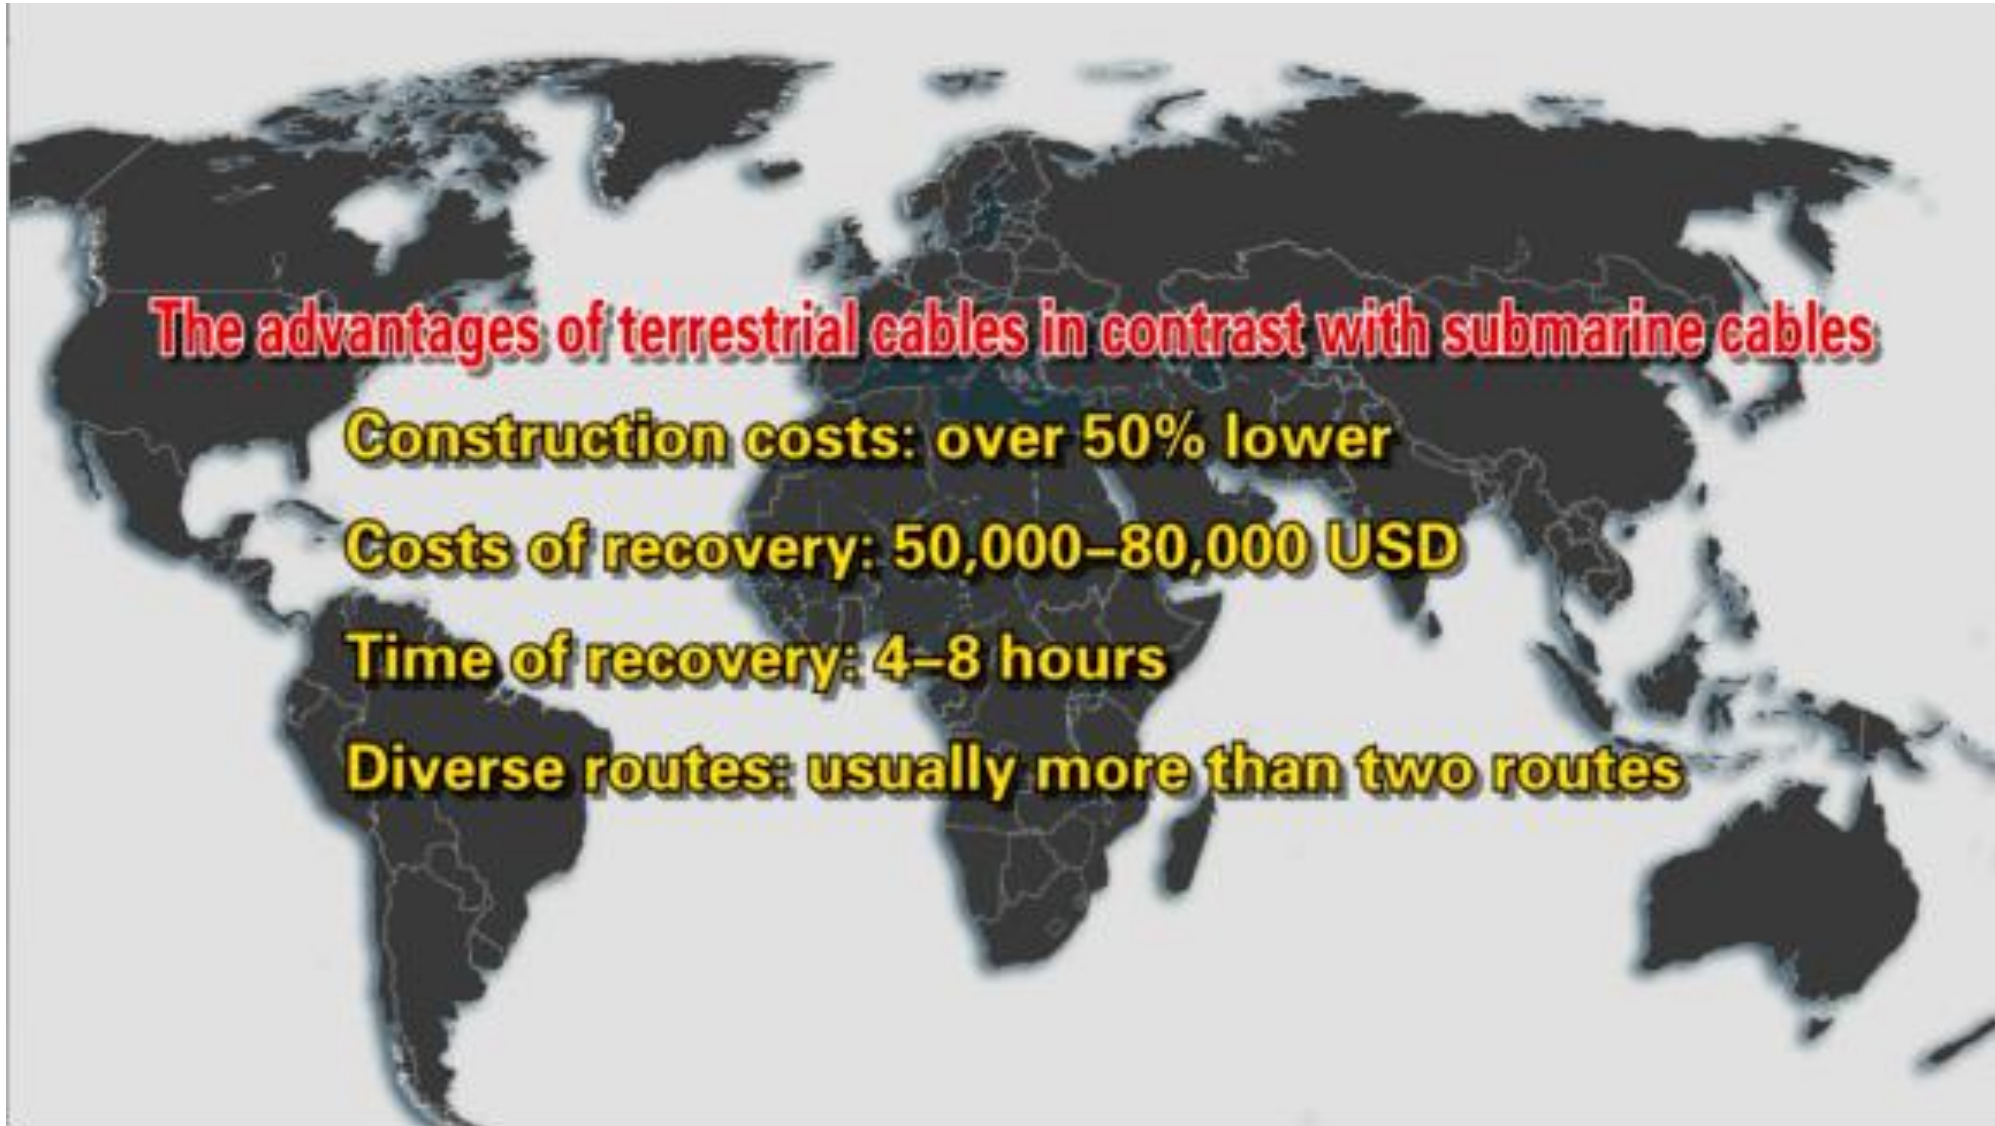 The advantages of terrestrial cables in contrast with submarine cables
Construction costs: over 50% lower
Costs of recovery: 50,000–80,000 USD
Time of recovery: 4–8 hours
Diverse routes: usually more than two routes